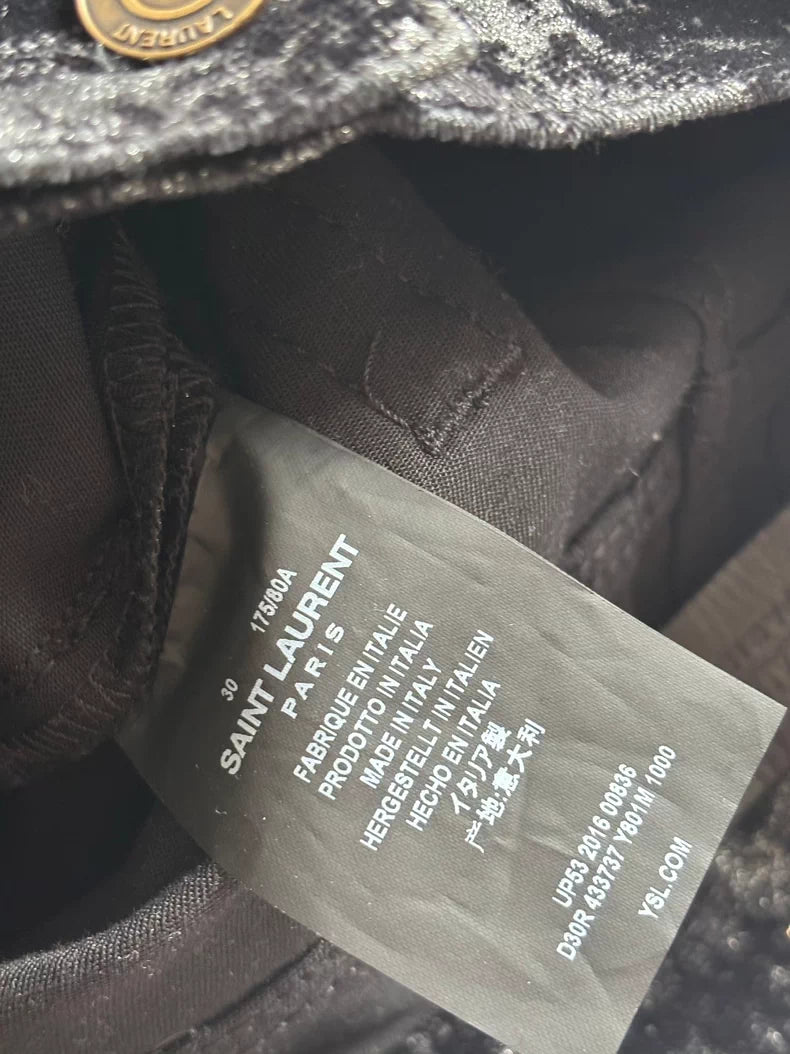 LAURENT
30 175/80A
SAINT LAURENT
PARIS
FABRIQUE EN ITALIE
PRODOTTO IN ITALIA
MADE IN ITALY
HERGESTELLT IN ITALIEN
HECHO EN ITALIA
イタリア製
产地:意大利
UP53 2016 00836
D30R 433737 Y801M 1000
YSL.COM